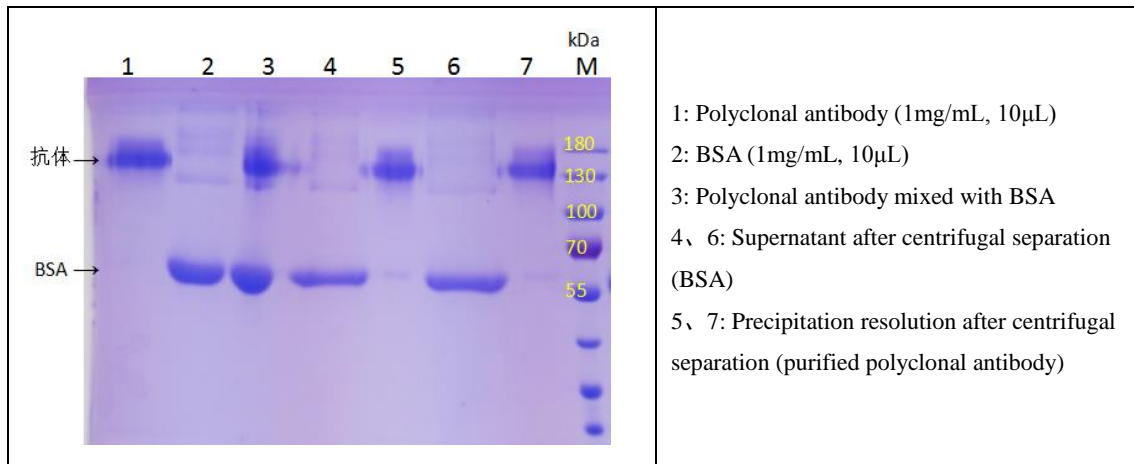 kDa
1 2 3 4 5 6 7 M
抗体→
180
130
100
70
BSA→
55
1: Polyclonal antibody (1mg/mL, 10μL)
2: BSA (1mg/mL, 10μL)
3: Polyclonal antibody mixed with BSA
4、6: Supernatant after centrifugal separation
(BSA)
5、7: Precipitation resolution after centrifugal
separation (purified polyclonal antibody)